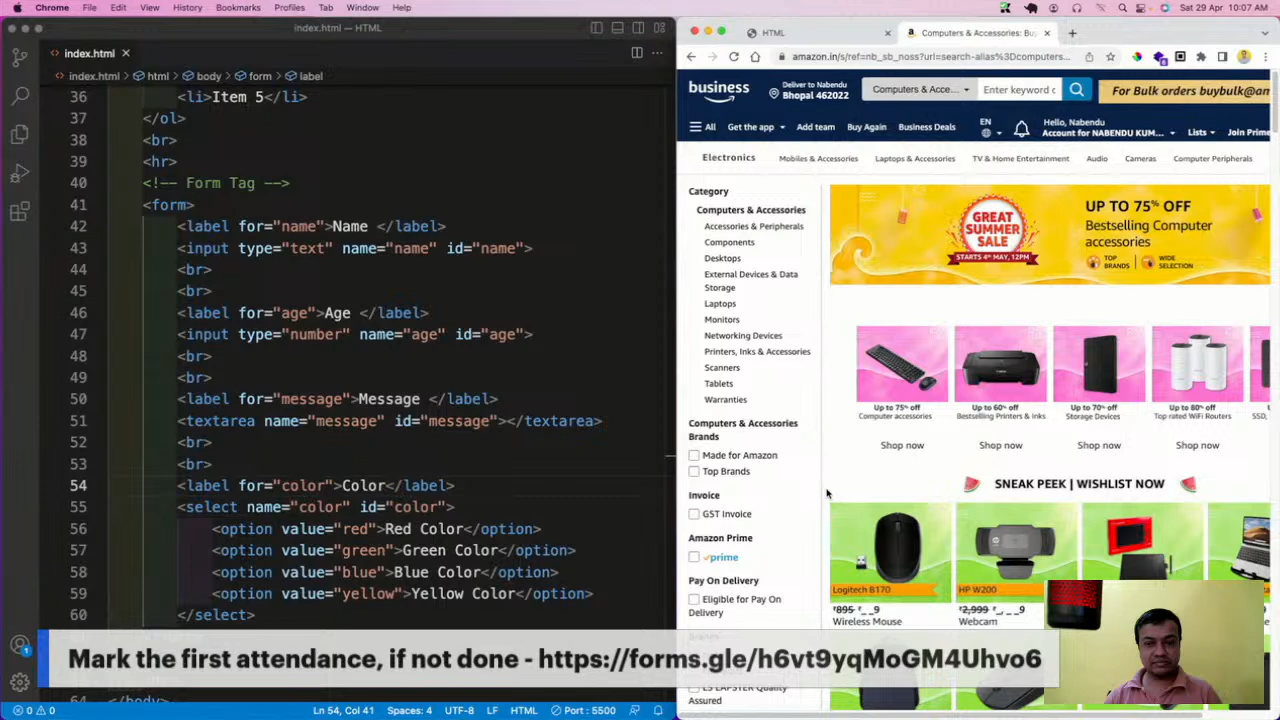 Chrome File Edit View History Bookmarks Profiles Tab Window Help
Sat 29 Apr 10:07 AM
index.html — HTML
index.html
index.html > html > body > form > label
36 <li>Item C</li>
37 </ol>
38 <br>
39 <hr>
40 <!-- Form Tag -->
41 <form>
42 <label for="name">Name </label>
43 <input type="text" name="name" id="name">
44 <br>
45 <br>
46 <label for="age">Age </label>
47 <input type="number" name="age" id="age">
48 <br>
49 <br>
50 <label for="message">Message </label>
51 <textarea name="message" id="message"></textarea>
52 <br>
53 <br>
54 <label for="color">Color</label>
55 <select name="color" id="color">
56 <option value="red">Red Color</option>
57 <option value="green">Green Color</option>
58 <option value="blue">Blue Color</option>
59 <option value="yellow">Yellow Color</option>
</select>
</body>
0 0 Ln 54, Col 41 UTF-8 LF HTML Port : 5500
HTML
Computers & Accessories: Bu
amazon.in/s/ref=nb_sb_noss?url=search-alias%3Dcomputers...
business
Deliver to Nabendu
Bhopal 462022
Computers & Acce...
Enter keyword
For Bulk orders buybulk@am
All Get the app Add team Buy Again Business Deals
EN
Hello, Nabendu
Account for NABENDU KUM...
Lists
Join Prime
Electronics Mobiles & Accessories Laptops & Accessories TV & Home Entertainment Audio Cameras Computer Peripherals
Category
Computers & Accessories
Accessories & Peripherals
Components
Desktops
External Devices & Data
Storage
Laptops
Monitors
Networking Devices
Printers, Inks & Accessories
Scanners
Tablets
Warranties
Computers & Accessories
Brands
Made for Amazon
Top Brands
Invoice
GST Invoice
Amazon Prime
prime
Pay On Delivery
Eligible for Pay On
Delivery
LS LAPSTER Quality
Assured
GREAT
SUMMER
SALE
STARTS 4TH MAY, 12PM
UP TO 75% OFF
Bestselling Computer
accessories
TOP
BRANDS
WIDE
SELECTION
Up to 75% off
Computer accessories
Shop now
Up to 60% off
Bestselling Printers & Inks
Shop now
Up to 70% off
Storage Devices
Shop now
Up to 80% off
Top rated WiFi Routers
Shop now
SSD,
SNEAK PEEK | WISHLIST NOW
Logitech B170
₹895 ₹_ _9
Wireless Mouse
HP W200
₹2,999 ₹_,_ _9
Webcam
Mark the first attendance, if not done - https://forms.gle/h6vt9yqMoGM4Uhvo6